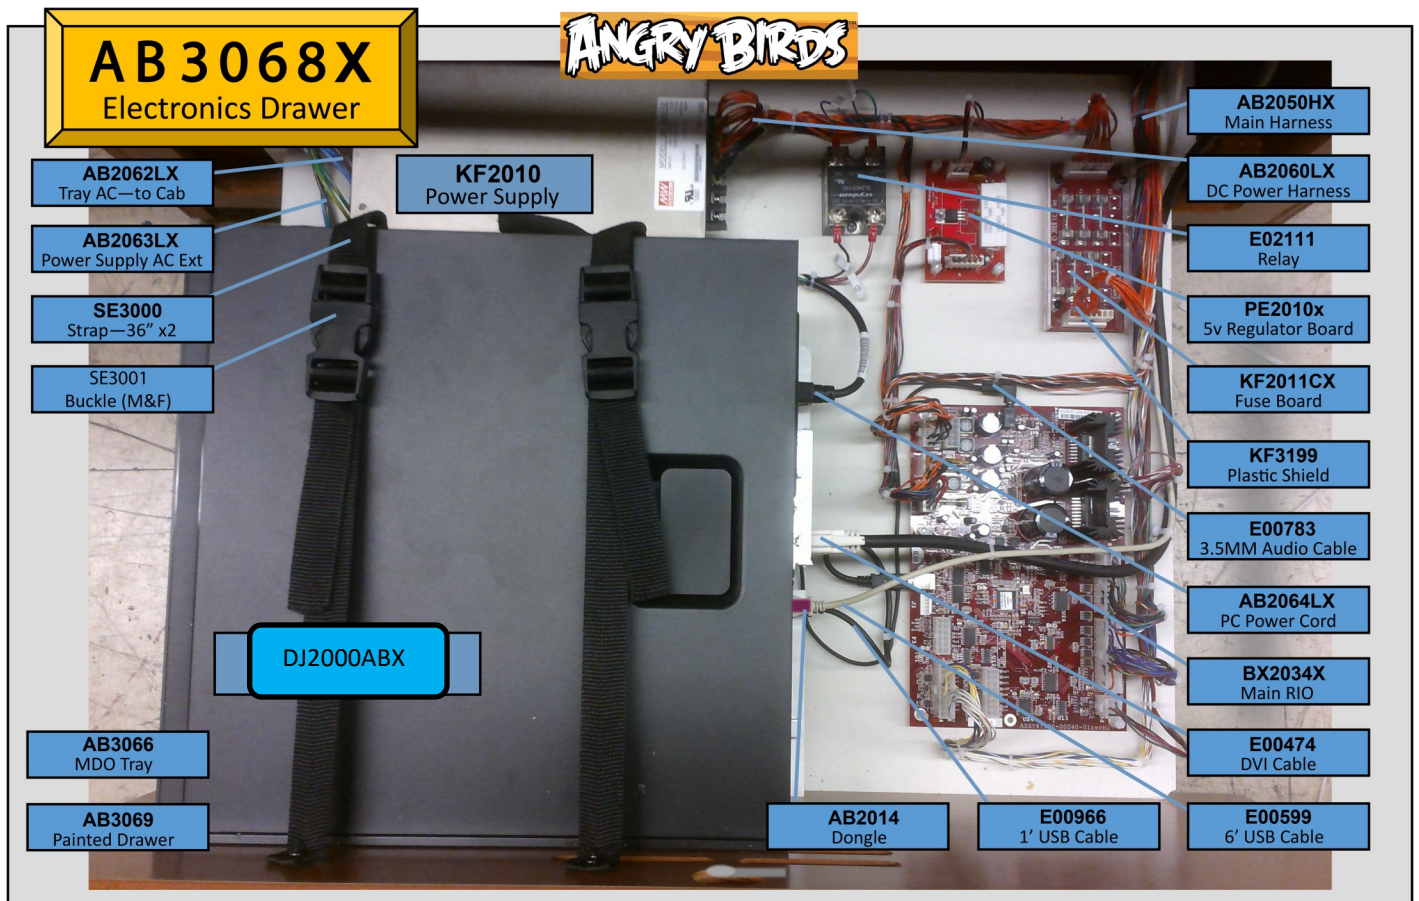 AB3068X
Electronics Drawer
ANGRY BIRDS
AB2062LX
Tray AC—to Cab
AB2063LX
Power Supply AC Ext
SE3000
Strap—36” x2
SE3001
Buckle (M&F)
KF2010
Power Supply
DJ2000ABX
AB3066
MDO Tray
AB3069
Painted Drawer
AB2050HX
Main Harness
AB2060LX
DC Power Harness
E02111
Relay
PE2010x
5v Regulator Board
KF2011CX
Fuse Board
KF3199
Plastic Shield
E00783
3.5MM Audio Cable
AB2064LX
PC Power Cord
BX2034X
Main RIO
E00474
DVI Cable
AB2014
Dongle
E00966
1’ USB Cable
E00599
6’ USB Cable